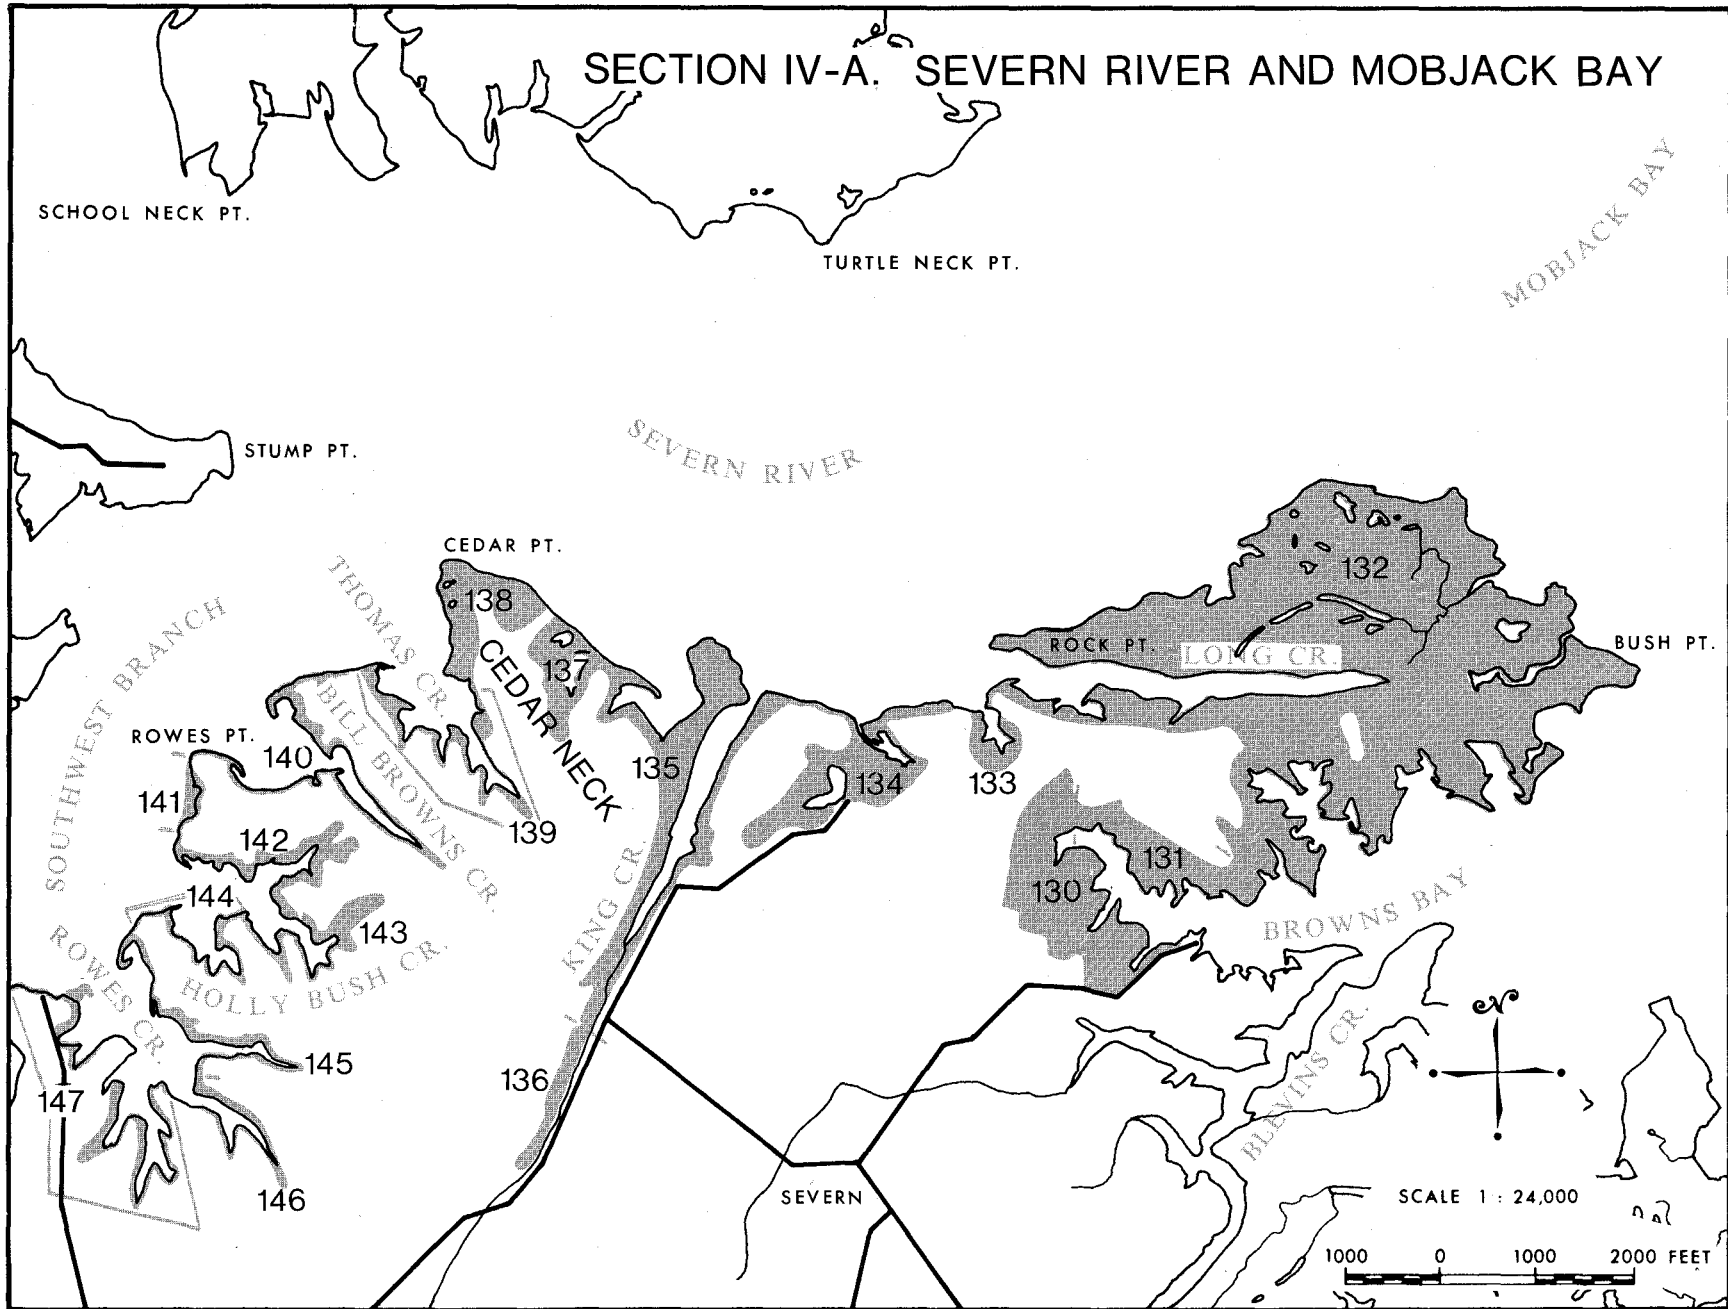 SECTION IV-A. SEVERN RIVER AND MOBJACK BAY
MOBJACK BAY
SCHOOL NECK PT.
TURTLE NECK PT.
STUMP PT.
SEVERN RIVER
CEDAR PT.
THOMAS CR.
138
132
SOUTHWEST BRANCH
ROCK PT.
LONG CR.
BUSH PT.
CEDAR NECK
137
BILL BROWNS CR.
ROWES PT.
140
135
134
133
141
139
142
131
130
144
143
KING CR.
BROWNS BAY
ROWES CR.
HOLLY BUSH CR.
145
136
147
BLEVINS CR.
146
SEVERN
SCALE 1 : 24,000
1000 0 1000 2000 FEET
N